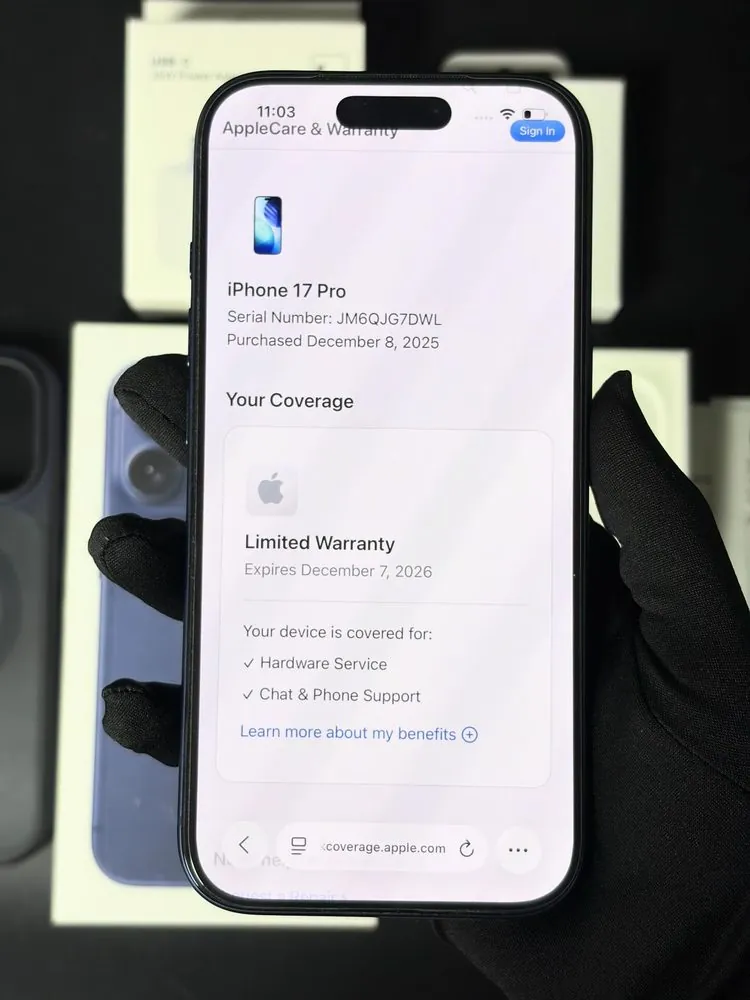 11:03
AppleCare & Warranty
Sign In
iPhone 17 Pro
Serial Number: JM6QJG7DWL
Purchased December 8, 2025
Your Coverage
Limited Warranty
Expires December 7, 2026
Your device is covered for:
✓ Hardware Service
✓ Chat & Phone Support
Learn more about my benefits
coverage.apple.com